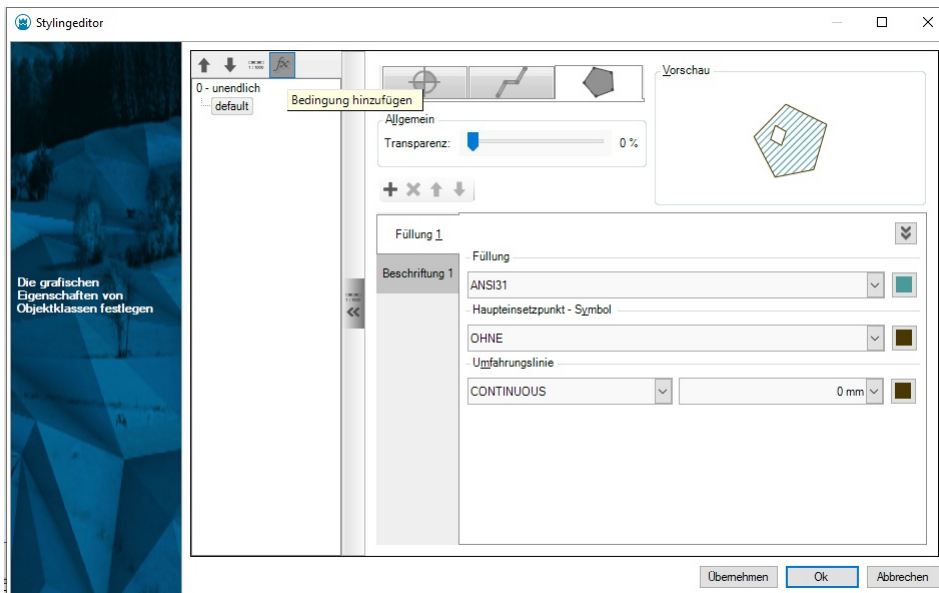 Stylingeditor
fx
0 - unendlich
default
Bedingung hinzufügen
Vorschau
Allgemein
Transparenz:
0 %
Füllung 1
Beschriftung 1
Füllung
ANSI31
Haupteinsetzpunkt - Symbol
OHNE
Umfahrungslinie
CONTINUOUS
0 mm
Die grafischen
Eigenschaften von
Objektklassen festlegen
Übernehmen
Ok
Abbrechen